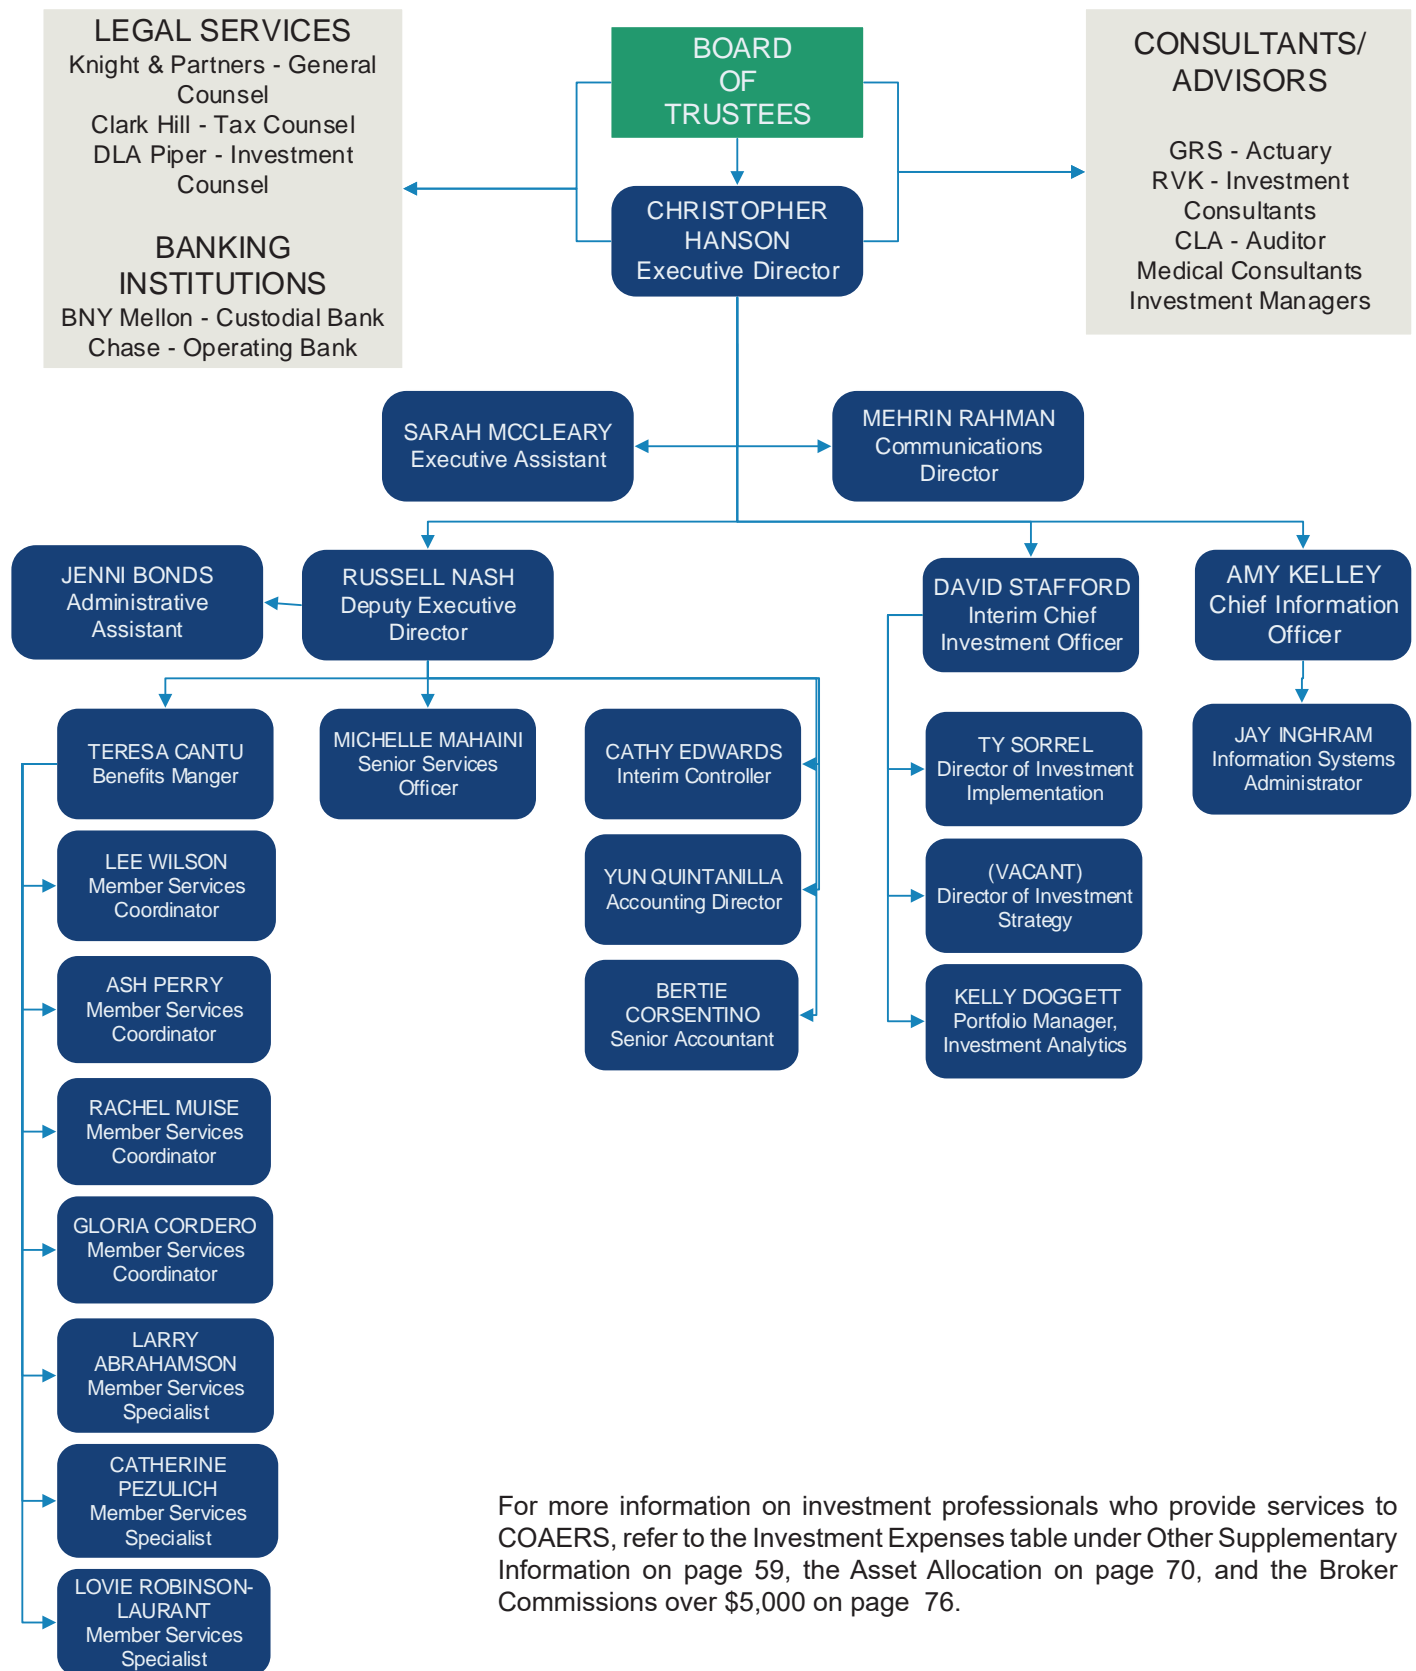 LEGAL SERVICES
Knight & Partners - General
Counsel
Clark Hill - Tax Counsel
DLA Piper - Investment
Counsel
BANKING
INSTITUTIONS
BNY Mellon - Custodial Bank
Chase - Operating Bank
BOARD
OF
TRUSTEES
CONSULTANTS/
ADVISORS
GRS - Actuary
RVK - Investment
Consultants
CLA - Auditor
Medical Consultants
Investment Managers
CHRISTOPHER
HANSON
Executive Director
SARAH MCCLEARY
Executive Assistant
MEHRIN RAHMAN
Communications
Director
JENNI BONDS
Administrative
Assistant
RUSSELL NASH
Deputy Executive
Director
DAVID STAFFORD
Interim Chief
Investment Officer
AMY KELLEY
Chief Information
Officer
TERESA CANTU
Benefits Manger
MICHELLE MAHAINI
Senior Services
Officer
CATHY EDWARDS
Interim Controller
TY SORREL
Director of Investment
Implementation
JAY INGHRAM
Information Systems
Administrator
LEE WILSON
Member Services
Coordinator
YUN QUINTANILLA
Accounting Director
(VACANT)
Director of Investment
Strategy
ASH PERRY
Member Services
Coordinator
BERTIE
CORSENTINO
Senior Accountant
KELLY DOGGETT
Portfolio Manager,
Investment Analytics
RACHEL MUISE
Member Services
Coordinator
GLORIA CORDERO
Member Services
Coordinator
LARRY
ABRAHAMSON
Member Services
Specialist
CATHERINE
PEZULICH
Member Services
Specialist
LOVIE ROBINSON-
LAURANT
Member Services
Specialist
For more information on investment professionals who provide services to
COAERS, refer to the Investment Expenses table under Other Supplementary
Information on page 59, the Asset Allocation on page 70, and the Broker
Commissions over $5,000 on page 76.